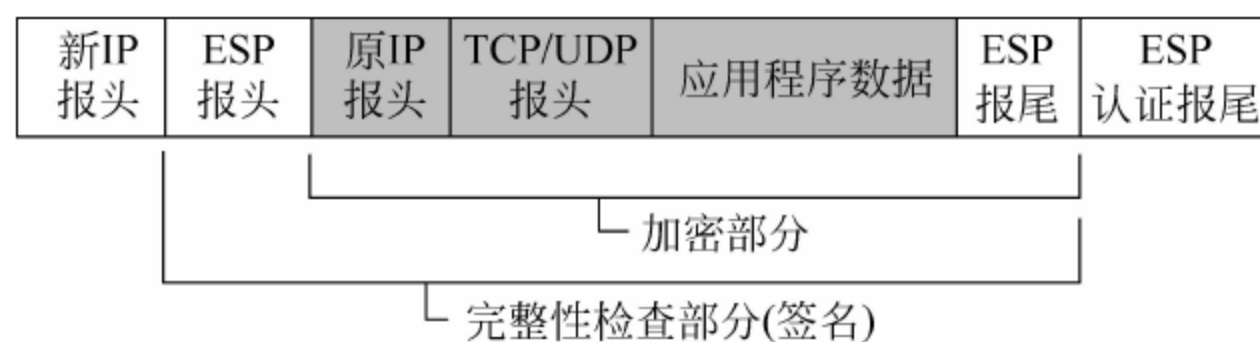 新IP
报头
ESP
报头
原IP
报头
TCP/UDP
报头
应用程序数据
ESP
报尾
ESP
认证报尾
加密部分
完整性检查部分(签名)